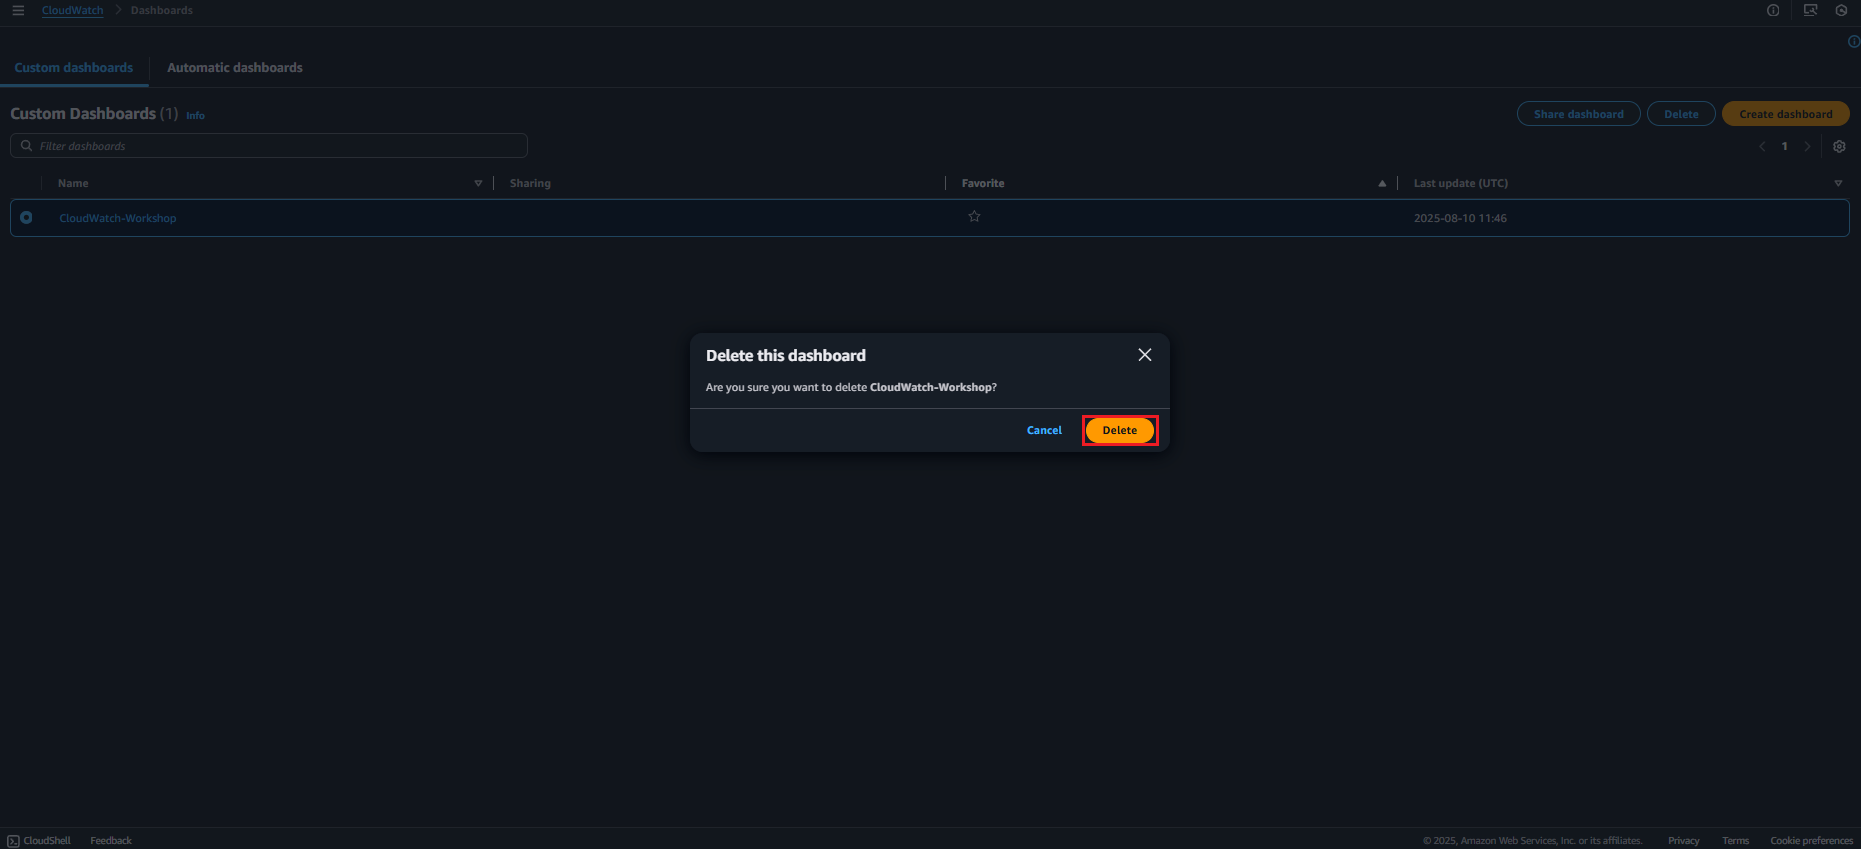 CloudWatch > Dashboards
Custom dashboards Automatic dashboards
Custom Dashboards (1) Info
Share dashboard Delete Create dashboard
Filter dashboards
1
Name Sharing Favorite Last update (UTC)
CloudWatch-Workshop 2025-08-10 11:46
Delete this dashboard
Are you sure you want to delete CloudWatch-Workshop?
Cancel Delete
CloudShell Feedback © 2025, Amazon Web Services, Inc. or its affiliates. Privacy Terms Cookie preferences